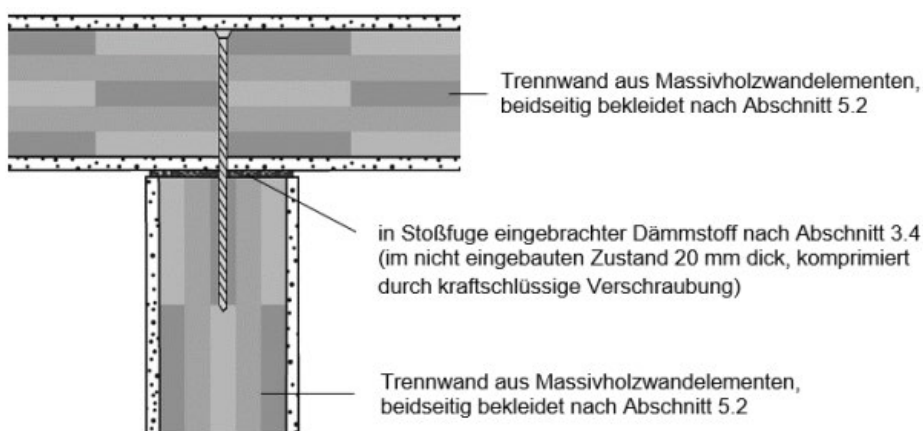 Trennwand aus Massivholzwandelementen,
beidseitig bekleidet nach Abschnitt 5.2
in Stoßfuge eingebrachter Dämmstoff nach Abschnitt 3.4
(im nicht eingebauten Zustand 20 mm dick, komprimiert
durch kraftschlüssige Verschraubung)
Trennwand aus Massivholzwandelementen,
beidseitig bekleidet nach Abschnitt 5.2